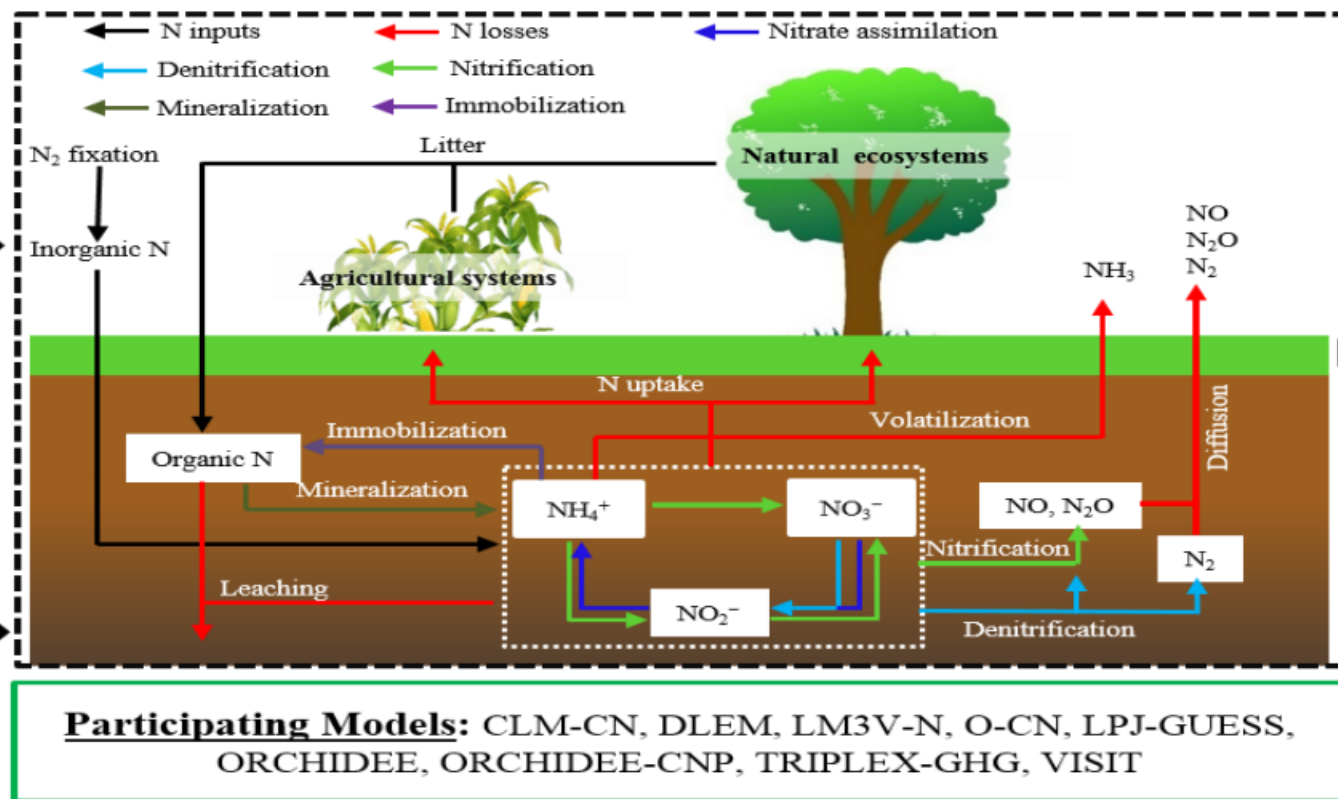 N inputs
N losses
Nitrate assimilation
Denitrification
Nitrification
Mineralization
Immobilization
N₂ fixation
Litter
Natural ecosystems
Inorganic N
Agricultural systems
NH₃
NO
N₂O
N₂
N uptake
Volatilization
Diffusion
Immobilization
Organic N
Mineralization
NH₄⁺
NO₃⁻
NO, N₂O
Nitrification
N₂
Leaching
NO₂⁻
Denitrification
Participating Models: CLM-CN, DLEM, LM3V-N, O-CN, LPJ-GUESS,
ORCHIDEE, ORCHIDEE-CNP, TRIPLEX-GHG, VISIT